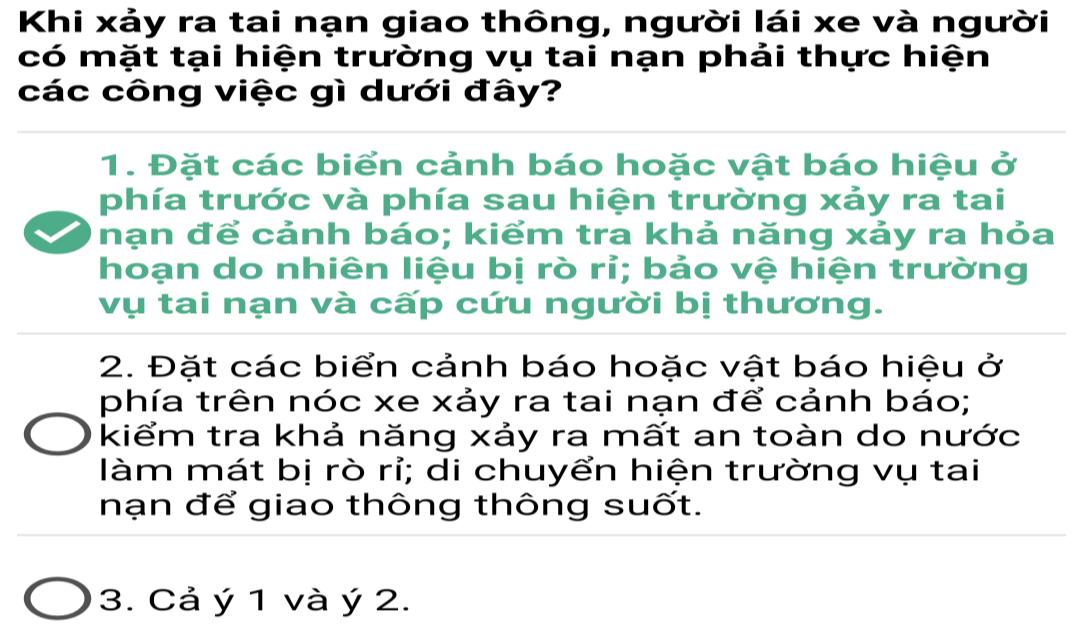 Khi xảy ra tai nạn giao thông, người lái xe và người
có mặt tại hiện trường vụ tai nạn phải thực hiện
các công việc gì dưới đây?
1. Đặt các biển cảnh báo hoặc vật báo hiệu ở
phía trước và phía sau hiện trường xảy ra tai
nạn để cảnh báo; kiểm tra khả năng xảy ra hỏa
hoạn do nhiên liệu bị rò rỉ; bảo vệ hiện trường
vụ tai nạn và cấp cứu người bị thương.
2. Đặt các biển cảnh báo hoặc vật báo hiệu ở
phía trên nóc xe xảy ra tai nạn để cảnh báo;
kiểm tra khả năng xảy ra mất an toàn do nước
làm mát bị rò rỉ; di chuyển hiện trường vụ tai
nạn để giao thông thông suốt.
3. Cả ý 1 và ý 2.